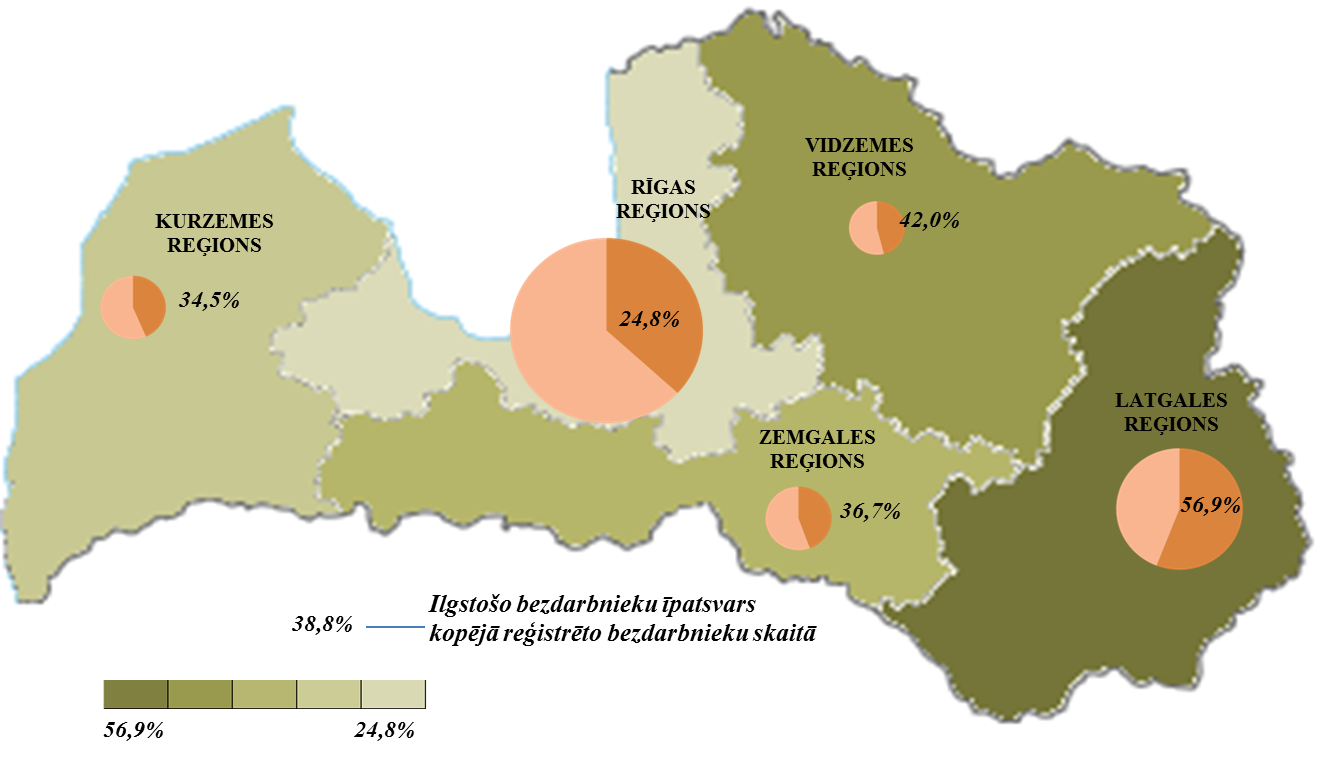 VIDZEMES
REĢIONS
42,0%
RĪGAS
REĢIONS
24,8%
KURZEMES
REĢIONS
34,5%
LATGALES
REĢIONS
56,9%
ZEMGALES
REĢIONS
36,7%
38,8%
Ilgstošo bezdarbnieku īpatsvars
kopējā reģistrēto bezdarbnieku skaitā
56,9%
24,8%